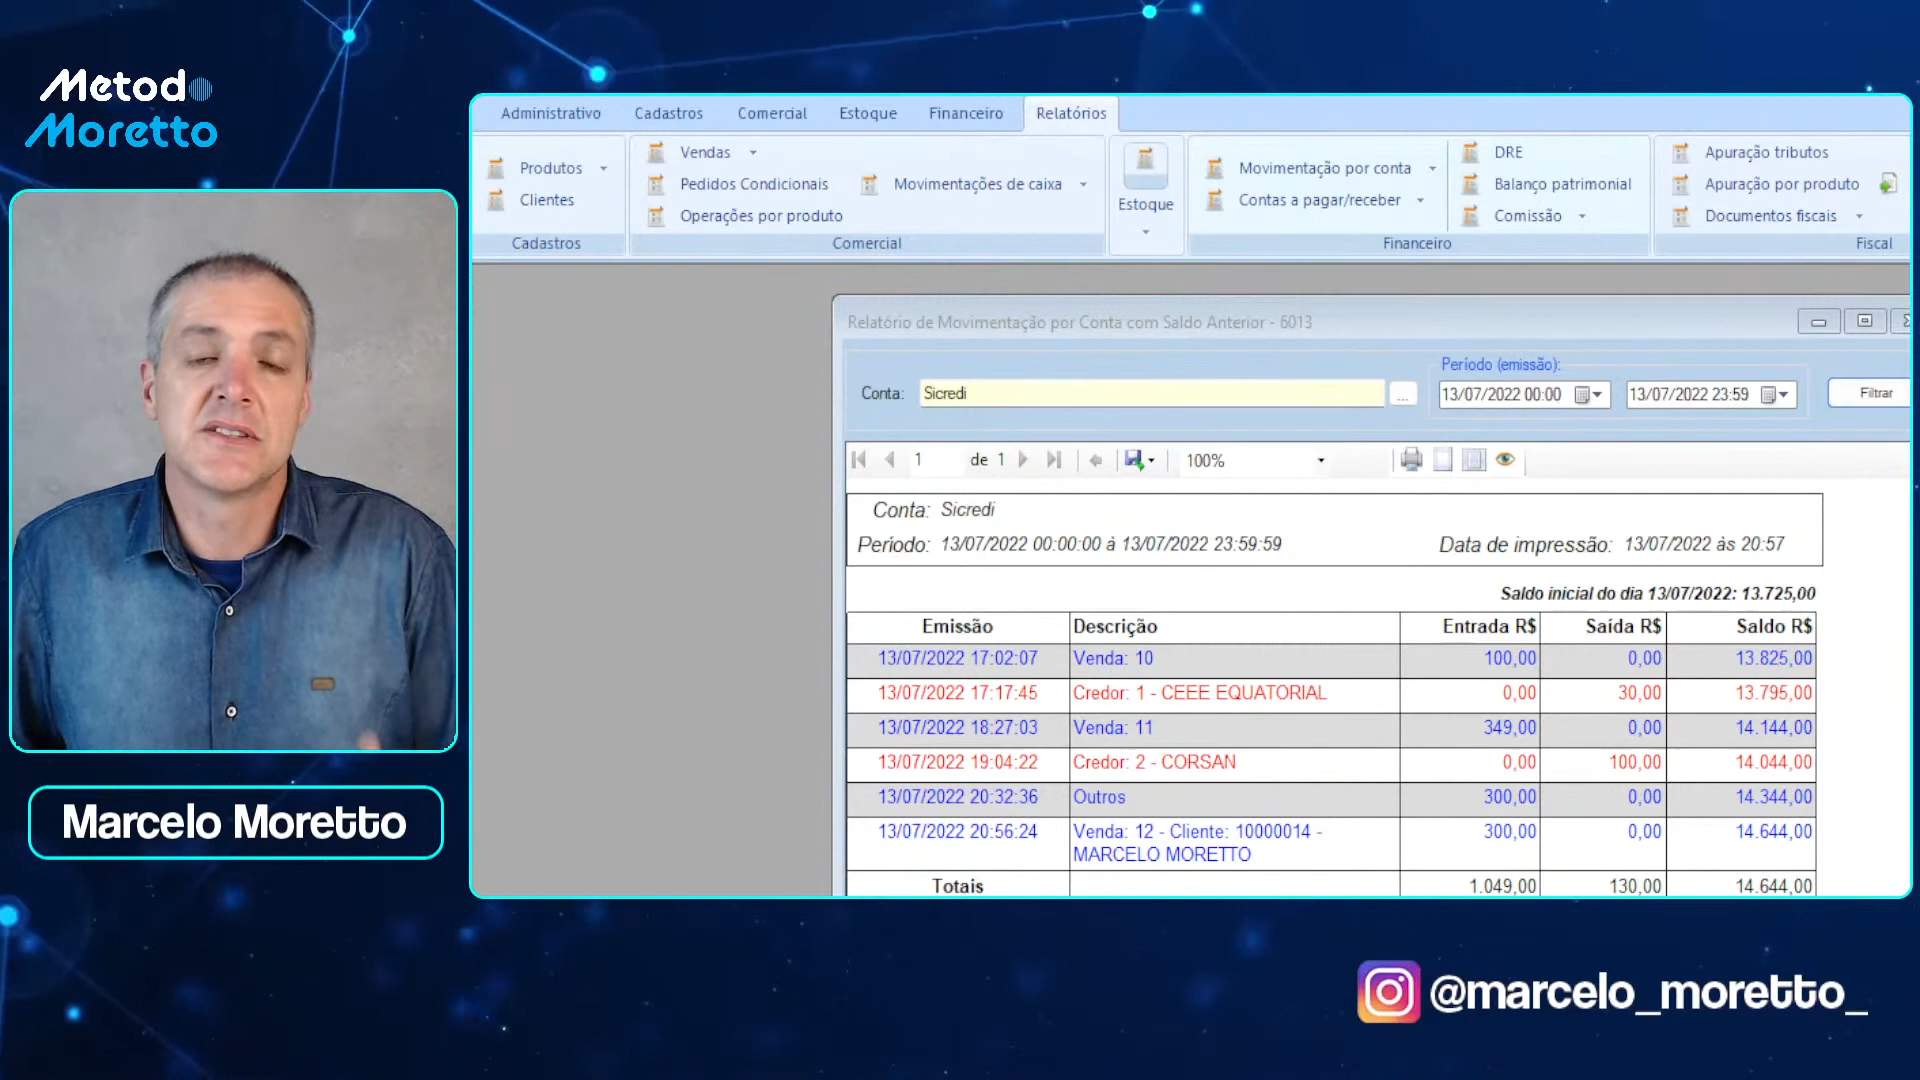 Metodo
Moretto
Marcelo Moretto
Administrativo Cadastros Comercial Estoque Financeiro Relatórios
Produtos
Clientes
Cadastros
Vendas
Pedidos Condicionais Movimentações de caixa
Operações por produto
Comercial
Estoque
Movimentação por conta
Contas a pagar/receber
DRE
Balanço patrimonial
Comissão
Financeiro
Apuração tributos
Apuração por produto
Documentos fiscais
Fiscal
Relatório de Movimentação por Conta com Saldo Anterior - 6013
Período (emissão):
Conta: Sicredi ... 13/07/2022 00:00 13/07/2022 23:59 Filtrar
1 de 1 100%
Conta: Sicredi
Periodo: 13/07/2022 00:00:00 à 13/07/2022 23:59:59 Data de impressão: 13/07/2022 às 20:57
Saldo inicial do dia 13/07/2022: 13.725,00
Emissão Descrição Entrada R$ Saída R$ Saldo R$
13/07/2022 17:02:07 Venda: 10 100,00 0,00 13.825,00
13/07/2022 17:17:45 Credor: 1 - CEEE EQUATORIAL 0,00 30,00 13.795,00
13/07/2022 18:27:03 Venda: 11 349,00 0,00 14.144,00
13/07/2022 19:04:22 Credor: 2 - CORSAN 0,00 100,00 14.044,00
13/07/2022 20:32:36 Outros 300,00 0,00 14.344,00
13/07/2022 20:56:24 Venda: 12 - Cliente: 10000014 - 300,00 0,00 14.644,00
MARCELO MORETTO
Totais 1.049,00 130,00 14.644,00
@marcelo_moretto_